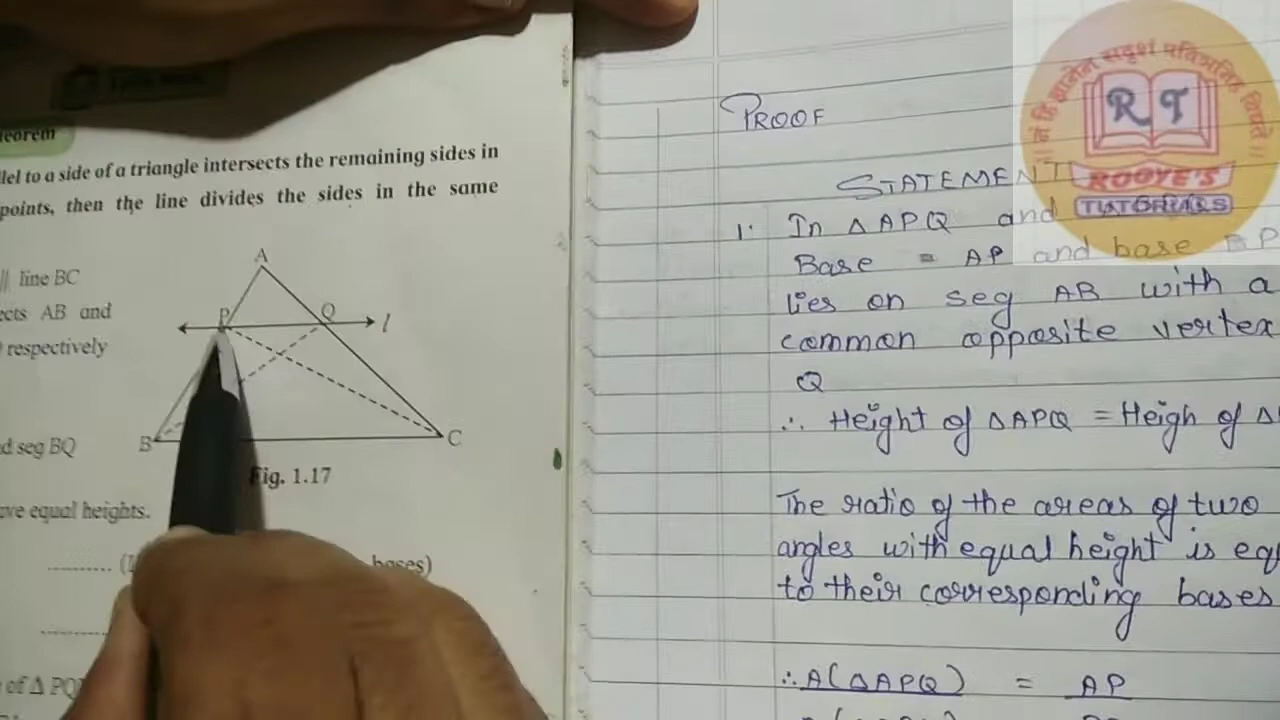 eorem
lel to a side of a triangle intersects the remaining sides in
points, then the line divides the sides in the same
|| line BC
ects AB and
respectively
d seg BQ
ve equal heights.
bases)
of Δ PQ
A
P
Q
l
B
C
Fig. 1.17
PROOF
STATEMENT
1. In ΔAPQ and
Base = AP and base BP
lies on seg AB with a
common opposite vertex
Q
∴ Height of ΔAPQ = Heigh of Δ
The ratio of the areas of two
angles with equal height is eq
to their corresponding bases
∴ A(ΔAPQ) = AP
RT
ROOYE'S
TUTORIALS